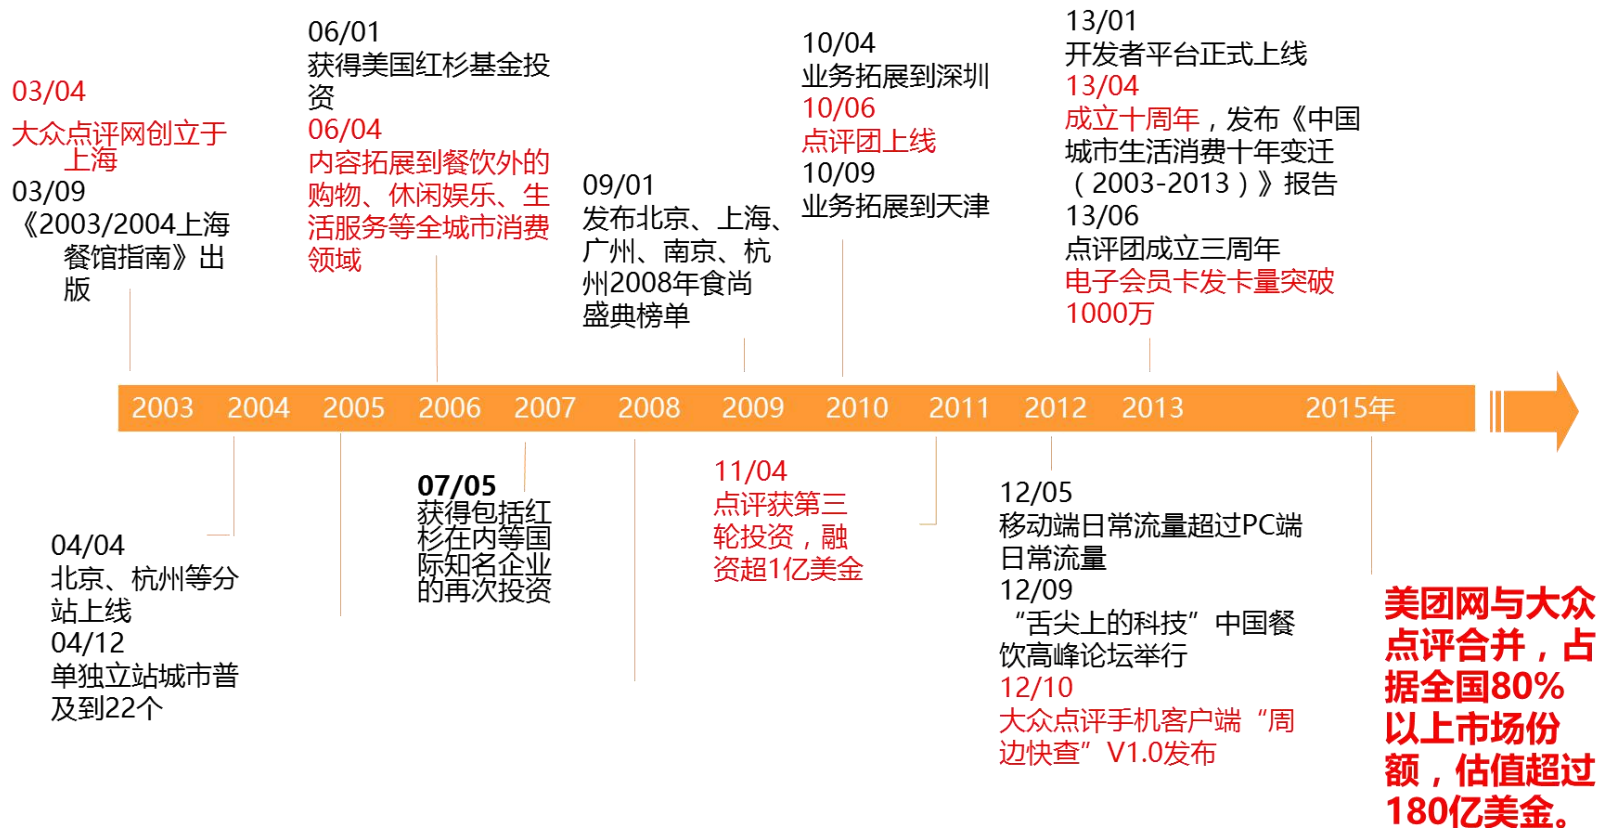 03/04
大众点评网创立于
上海
03/09
《2003/2004上海
餐馆指南》出
版
06/01
获得美国红杉基金投
资
06/04
内容拓展到餐饮外的
购物、休闲娱乐、生
活服务等全城市消费
领域
09/01
发布北京、上海、
广州、南京、杭
州2008年食尚
盛典榜单
10/04
业务拓展到深圳
10/06
点评团上线
10/09
业务拓展到天津
13/01
开发者平台正式上线
13/04
成立十周年，发布《中国
城市生活消费十年变迁
（2003-2013）》报告
13/06
点评团成立三周年
电子会员卡发卡量突破
1000万
2003 2004 2005 2006 2007 2008 2009 2010 2011 2012 2013 2015年
04/04
北京、杭州等分
站上线
04/12
单独立站城市普
及到22个
07/05
获得包括红
杉在内等国
际知名企业
的再次投资
11/04
点评获第三
轮投资，融
资超1亿美金
12/05
移动端日常流量超过PC端
日常流量
12/09
“舌尖上的科技”中国餐
饮高峰论坛举行
12/10
大众点评手机客户端“周
边快查”V1.0发布
美团网与大众
点评合并，占
据全国80%
以上市场份
额，估值超过
180亿美金。